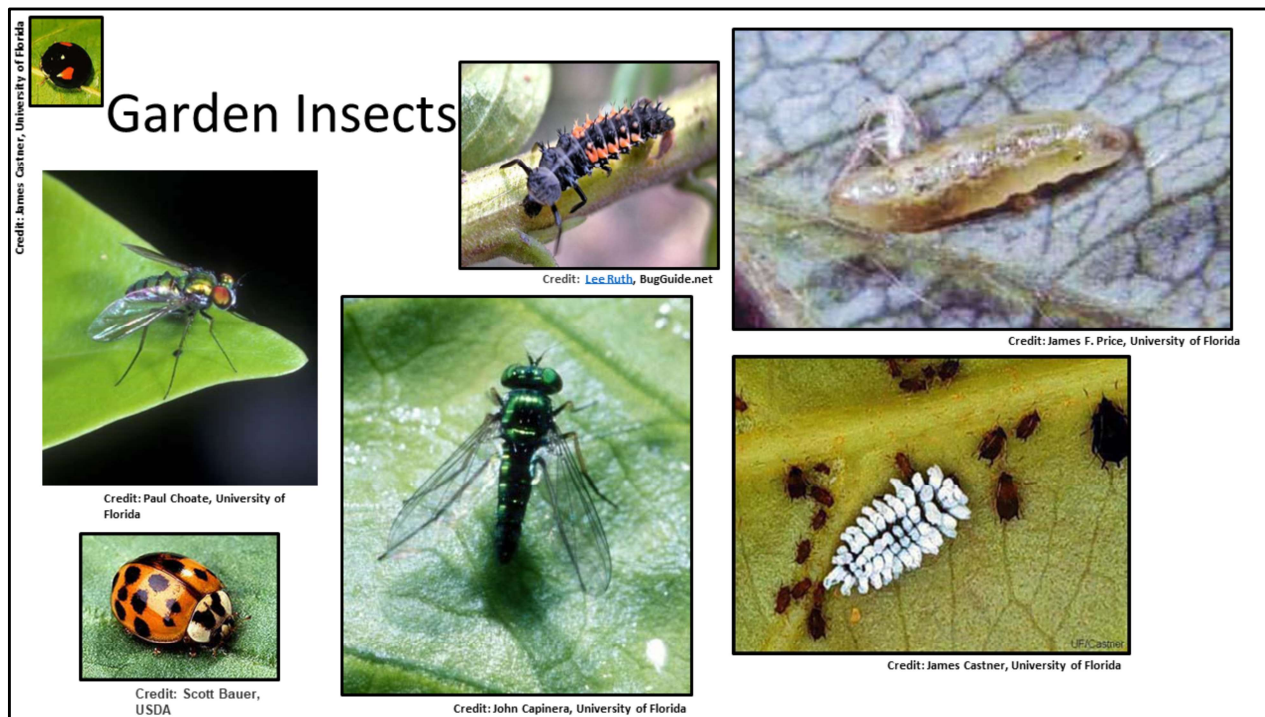 Credit: James Castner, University of Florida
Garden Insects
Credit: Lee Ruth, BugGuide.net
Credit: James F. Price, University of Florida
Credit: Paul Choate, University of
Florida
UF/Castner
Credit: James Castner, University of Florida
Credit: Scott Bauer,
USDA
Credit: John Capinera, University of Florida